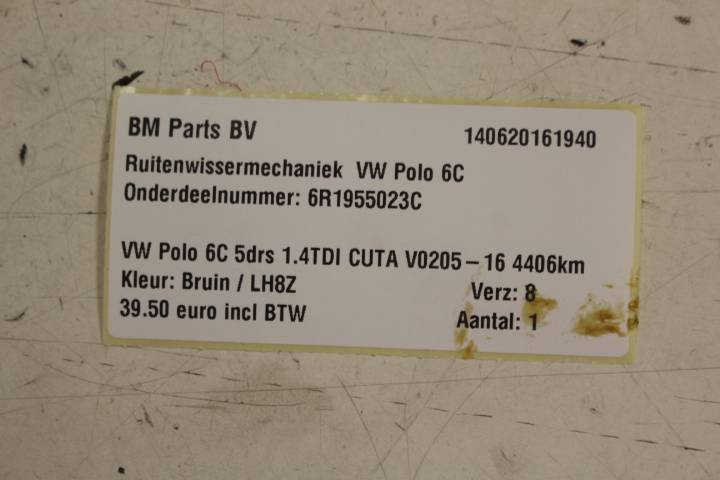 BM Parts BV 140620161940
Ruitenwissermechaniek VW Polo 6C
Onderdeelnummer: 6R1955023C
VW Polo 6C 5drs 1.4TDI CUTA V0205-16 4406km
Kleur: Bruin / LH8Z Verz: 8
39.50 euro incl BTW Aantal: 1